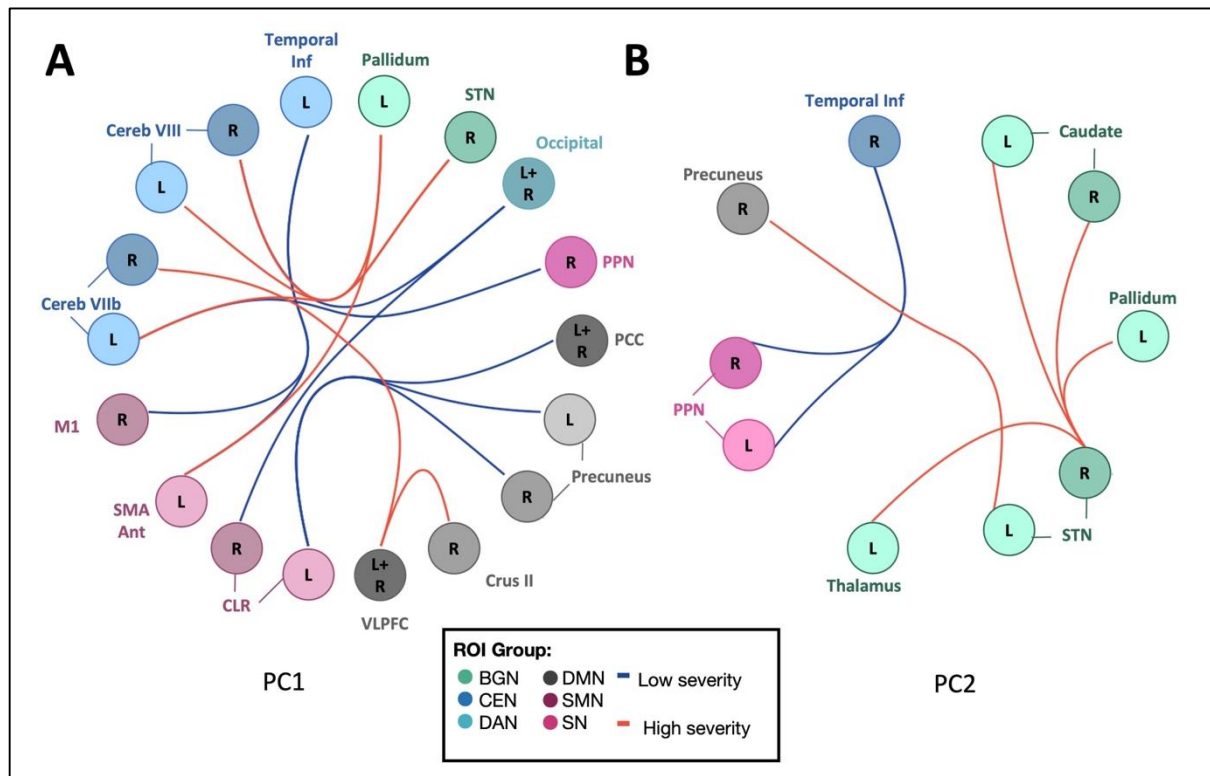 A
Temporal
Inf
Pallidum
STN
Occipital
PPN
PCC
Precuneus
Crus II
VLPFC
CLR
SMA
Ant
M1
Cereb VIIb
Cereb VIII
L
L
R
L+
R
R
L+
R
L
R
R
L+
R
L
R
L
R
L
R
L
R
PC1
B
Temporal Inf
R
L
Caudate
R
Pallidum
L
R
STN
L
L
Thalamus
PPN
R
L
Precuneus
R
PC2
ROI Group:
BGN DMN Low severity
CEN SMN
DAN SN High severity